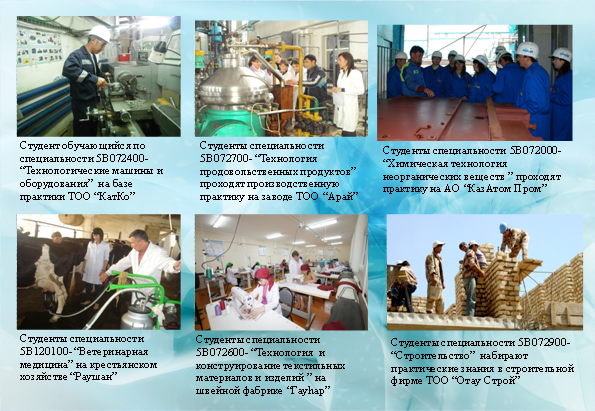 Студент обучающийся по
специальности 5В072400-
“Технологические машины и
оборудования” на базе
практики ТОО “КатКо”
Студенты специальности
5В072700- “Технология
продовольственных продуктов”
проходят производственную
практику на заводе ТОО “Арай”
Студенты специальности 5В072000-
“Химическая технология
неорганических веществ ” проходят
практику на АО “КазАтом Пром”
Студенты специальности
5В120100- “Ветеринарная
медицина” на крестьянском
хозяйстве “Раушан”
Студенты специальности
5В072600- “Технология и
конструирование текстильных
материалов и изделий ” на
швейной фабрике “Гауһар”
Студенты специальности 5В072900-
“Строительство” набирают
практические знания в строительной
фирме ТОО “Отау Строй”